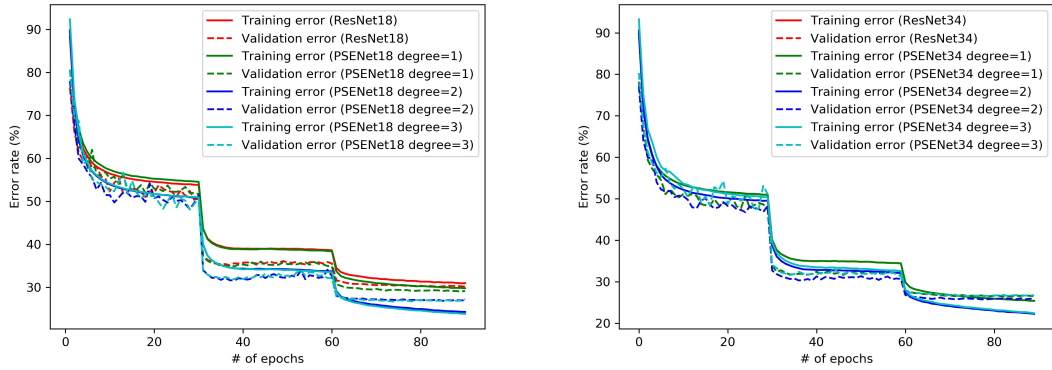 Error rate (%)
90
80
70
60
50
40
30
Training error (ResNet18)
Validation error (ResNet18)
Training error (PSENet18 degree=1)
Validation error (PSENet18 degree=1)
Training error (PSENet18 degree=2)
Validation error (PSENet18 degree=2)
Training error (PSENet18 degree=3)
Validation error (PSENet18 degree=3)
0
20
40
60
80
# of epochs
Error rate (%)
90
80
70
60
50
40
30
20
Training error (ResNet34)
Validation error (ResNet34)
Training error (PSENet34 degree=1)
Validation error (PSENet34 degree=1)
Training error (PSENet34 degree=2)
Validation error (PSENet34 degree=2)
Training error (PSENet34 degree=3)
Validation error (PSENet34 degree=3)
0
20
40
60
80
# of epochs